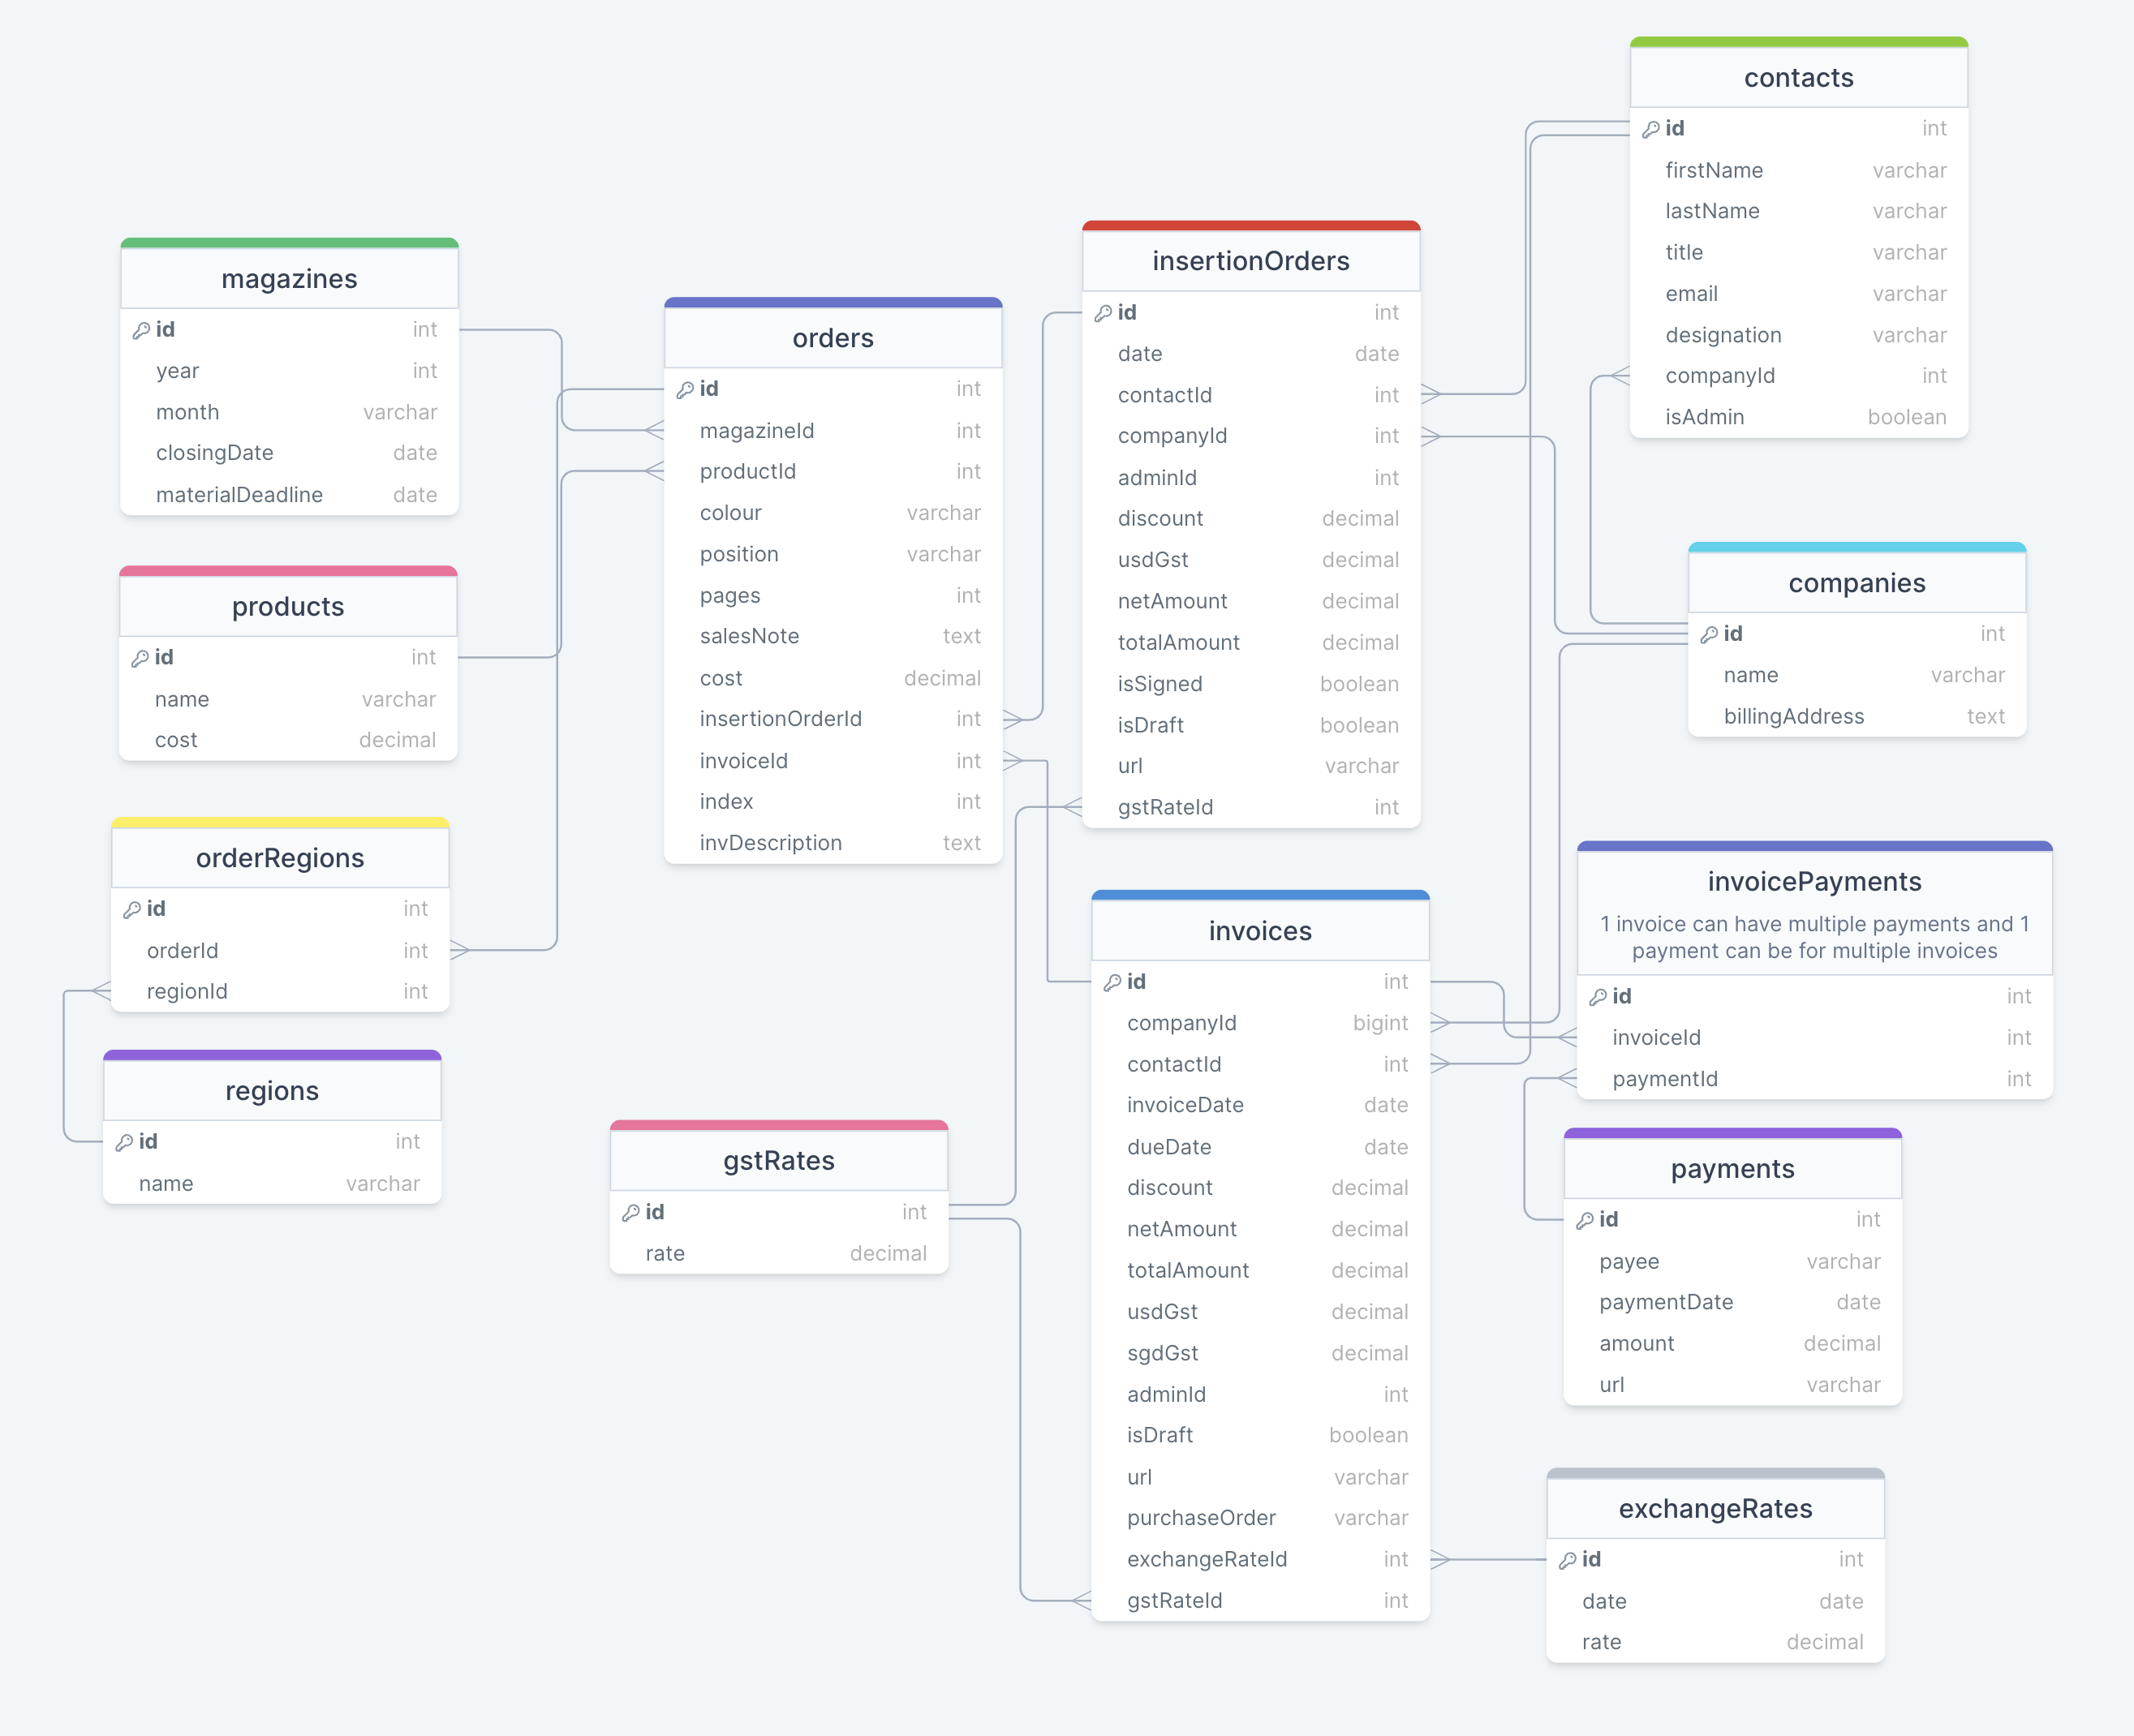 contacts
id int
firstName varchar
lastName varchar
title varchar
email varchar
designation varchar
companyId int
isAdmin boolean
magazines
id int
year int
month varchar
closingDate date
materialDeadline date
orders
id int
magazineId int
productId int
colour varchar
position varchar
pages int
salesNote text
cost decimal
insertionOrderId int
invoiceId int
index int
invDescription text
insertionOrders
id int
date date
contactId int
companyId int
adminId int
discount decimal
usdGst decimal
netAmount decimal
totalAmount decimal
isSigned boolean
isDraft boolean
url varchar
gstRateId int
companies
id int
name varchar
billingAddress text
products
id int
name varchar
cost decimal
orderRegions
id int
orderId int
regionId int
regions
id int
name varchar
gstRates
id int
rate decimal
invoices
id int
companyId bigint
contactId int
invoiceDate date
dueDate date
discount decimal
netAmount decimal
totalAmount decimal
usdGst decimal
sgdGst decimal
adminId int
isDraft boolean
url varchar
purchaseOrder varchar
exchangeRateId int
gstRateId int
invoicePayments
1 invoice can have multiple payments and 1
payment can be for multiple invoices
id int
invoiceId int
paymentId int
payments
id int
payee varchar
paymentDate date
amount decimal
url varchar
exchangeRates
id int
date date
rate decimal